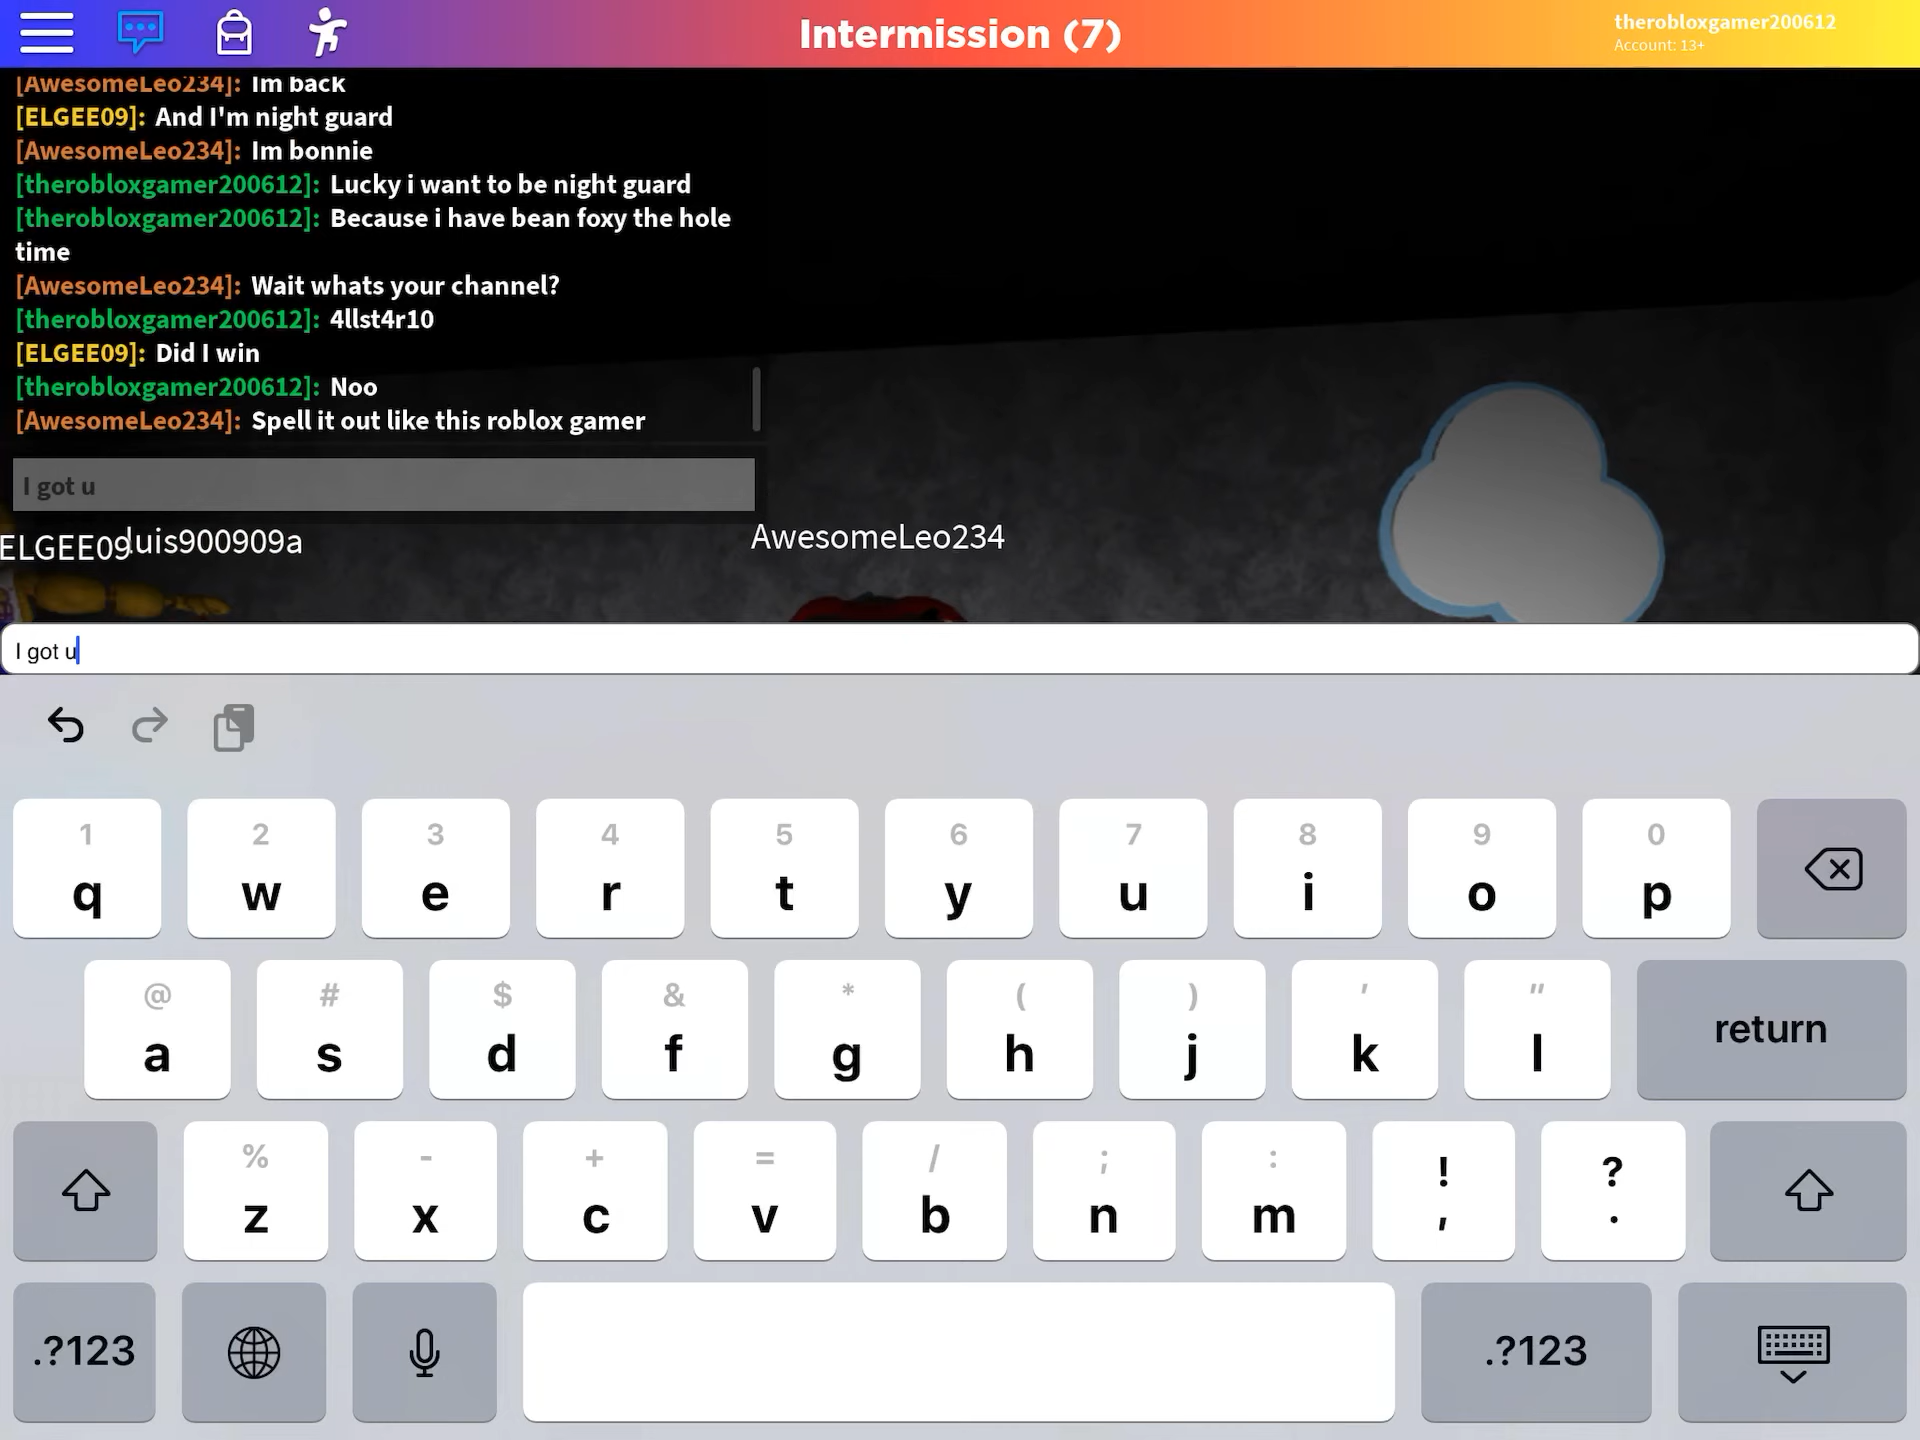 Intermission (7)
therobloxgamer200612
Account: 13+
[AwesomeLeo234]: Im back
[ELGEE09]: And I'm night guard
[AwesomeLeo234]: Im bonnie
[therobloxgamer200612]: Lucky i want to be night guard
[therobloxgamer200612]: Because i have bean foxy the hole
time
[AwesomeLeo234]: Wait whats your channel?
[therobloxgamer200612]: 4llst4r10
[ELGEE09]: Did I win
[therobloxgamer200612]: Noo
[AwesomeLeo234]: Spell it out like this roblox gamer
I got u
ELGEE09 luis900909a AwesomeLeo234
I got u
1 2 3 4 5 6 7 8 9 0
q w e r t y u i o p
@ # $ & * ( ) ' "
a s d f g h j k l return
% - + = / ; : ! ?
z x c v b n m , .
.?123 .?123